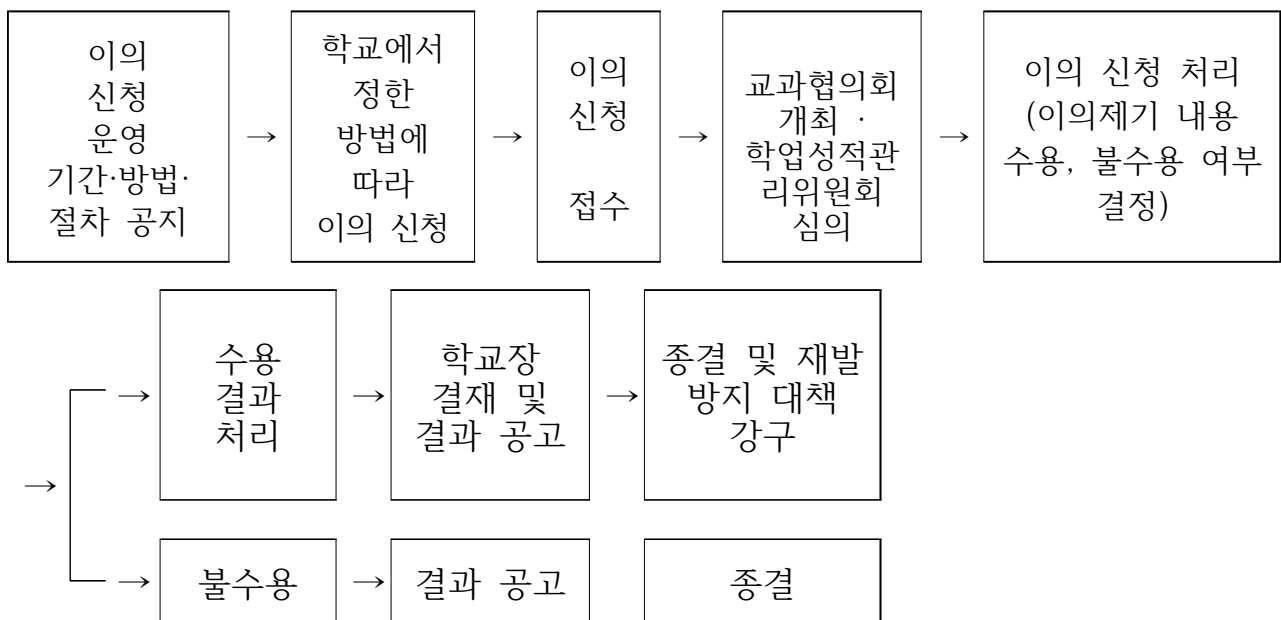 이의
신청
운영
기간·방법·
절차 공지
→
학교에서
정한
방법에
따라
이의 신청
→
이의
신청
접수
→
교과협의회
개최 ·
학업성적관
리위원회
심의
→
이의 신청 처리
(이의제기 내용
수용, 불수용 여부
결정)
→
→
수용
결과
처리
→
학교장
결재 및
결과 공고
→
종결 및 재발
방지 대책
강구
→
불수용
→
결과 공고
종결